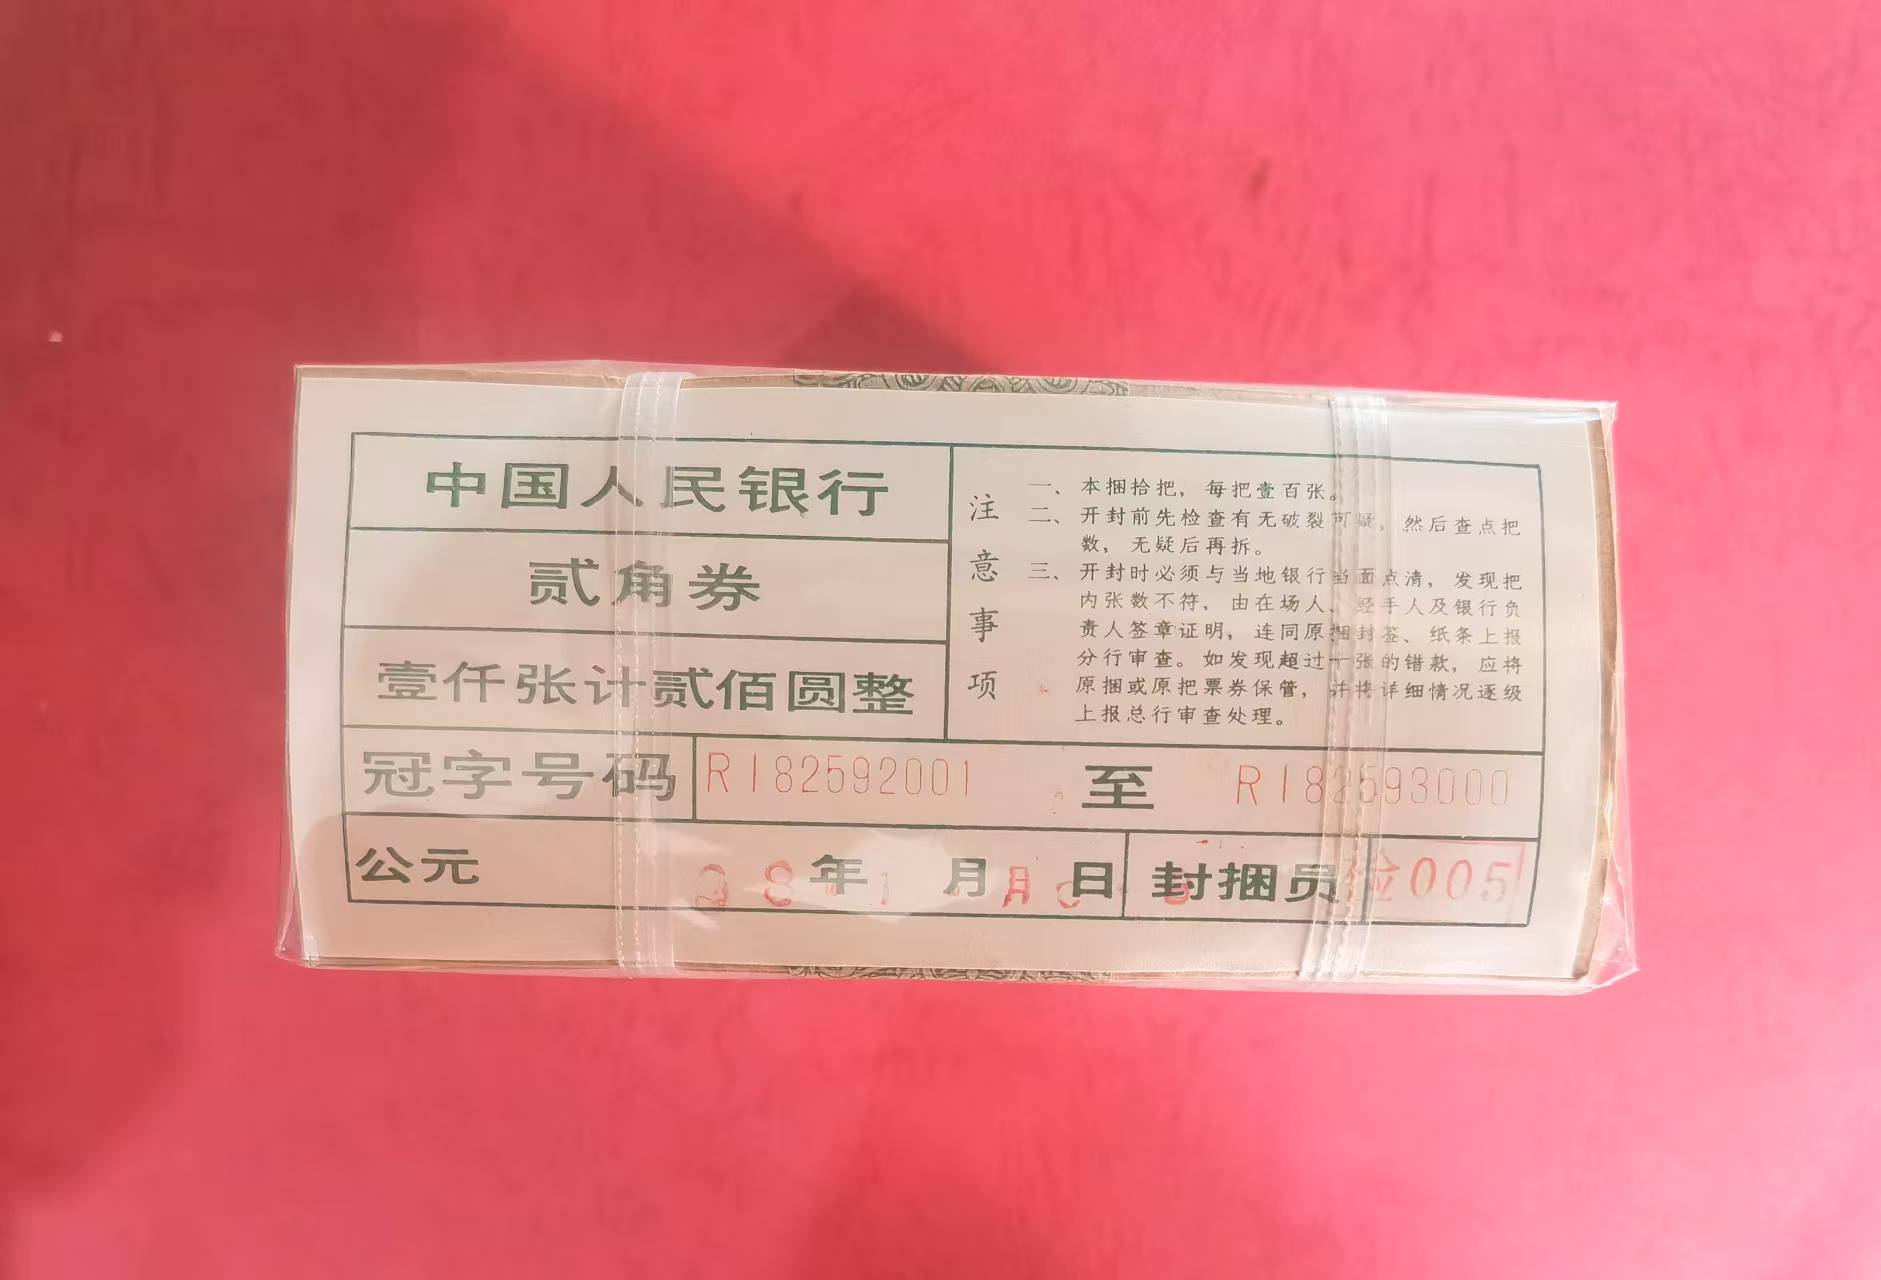 中国人民银行
贰角券
壹仟张计贰佰圆整
注意事项
一、本捆拾把，每把壹百张。
二、开封前先检查有无破裂可疑，然后查点把
数，无疑后再拆。
三、开封时必须与当地银行当面点清，发现把
内张数不符，由在场人、经手人及银行负
责人签章证明，连同原捆封签、纸条上报
分行审查。如发现超过十张的错款，应将
原捆或原把票券保管，并将详细情况逐级
上报总行审查处理。
冠字号码 RI82592001 至 RI82593000
公元 年 月 日 封捆员 检005